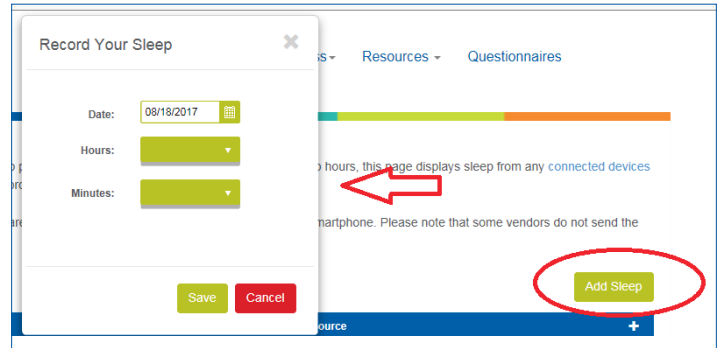 Record Your Sleep
ss
Resources
Questionnaires
Date: 08/18/2017
Hours:
Minutes:
hours, this page displays sleep from any connected devices
martphone. Please note that some vendors do not send the
Save
Cancel
Add Sleep
ource